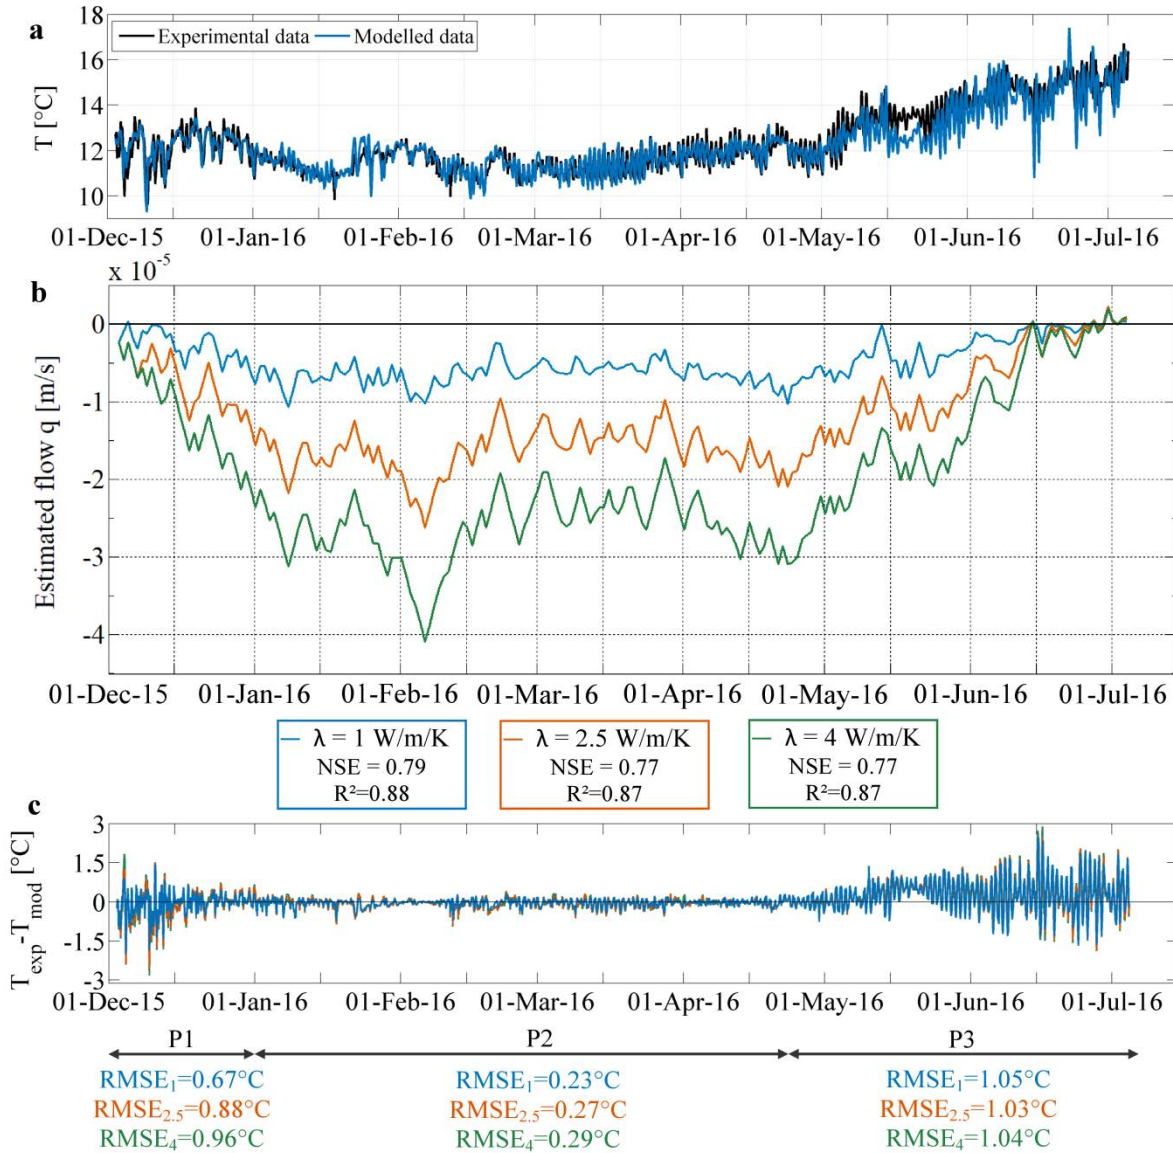 a
18
16
14
12
10
T [°C]
Experimental data Modelled data
01-Dec-15 01-Jan-16 01-Feb-16 01-Mar-16 01-Apr-16 01-May-16 01-Jun-16 01-Jul-16
b
x 10⁻⁵
0
-1
-2
-3
-4
Estimated flow q [m/s]
01-Dec-15 01-Jan-16 01-Feb-16 01-Mar-16 01-Apr-16 01-May-16 01-Jun-16 01-Jul-16
λ = 1 W/m/K
NSE = 0.79
R²=0.88
λ = 2.5 W/m/K
NSE = 0.77
R²=0.87
λ = 4 W/m/K
NSE = 0.77
R²=0.87
c
3
1.5
0
-1.5
-3
T_exp-T_mod [°C]
01-Dec-15 01-Jan-16 01-Feb-16 01-Mar-16 01-Apr-16 01-May-16 01-Jun-16 01-Jul-16
P1 P2 P3
RMSE₁=0.67°C RMSE₁=0.23°C RMSE₁=1.05°C
RMSE₂.₅=0.88°C RMSE₂.₅=0.27°C RMSE₂.₅=1.03°C
RMSE₄=0.96°C RMSE₄=0.29°C RMSE₄=1.04°C